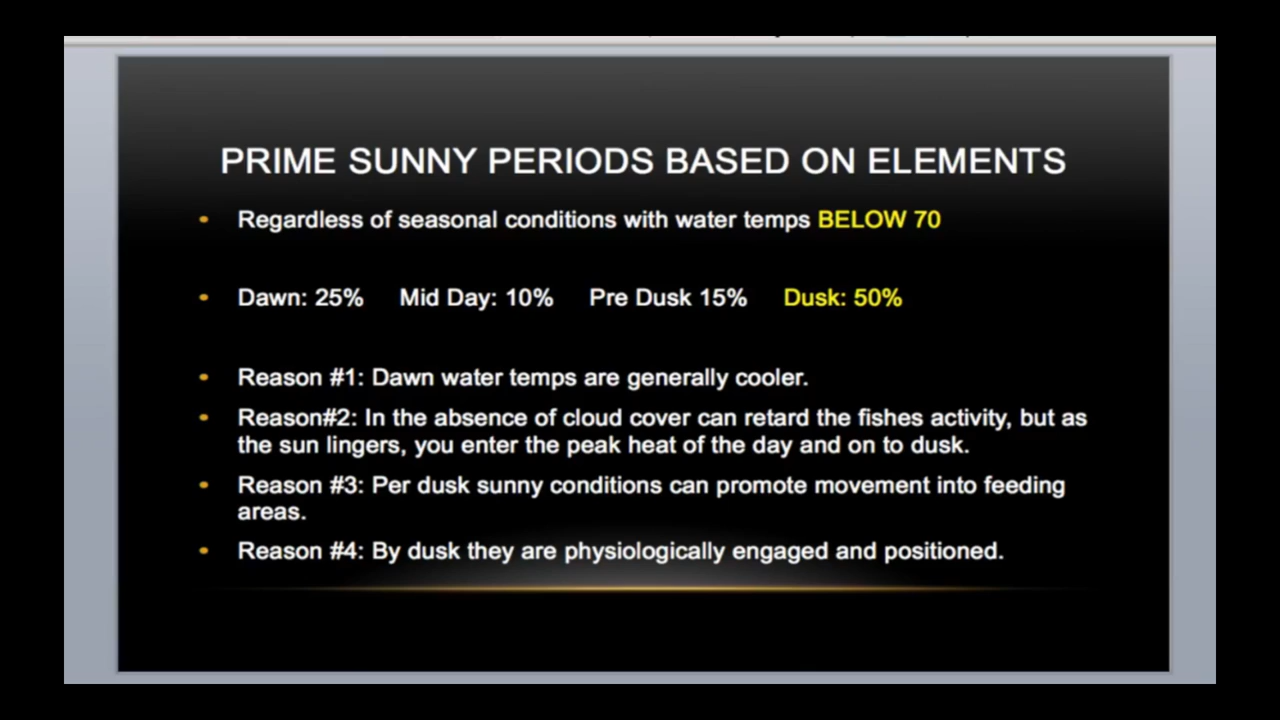 PRIME SUNNY PERIODS BASED ON ELEMENTS
• Regardless of seasonal conditions with water temps BELOW 70
• Dawn: 25% Mid Day: 10% Pre Dusk 15% Dusk: 50%
• Reason #1: Dawn water temps are generally cooler.
• Reason#2: In the absence of cloud cover can retard the fishes activity, but as
the sun lingers, you enter the peak heat of the day and on to dusk.
• Reason #3: Per dusk sunny conditions can promote movement into feeding
areas.
• Reason #4: By dusk they are physiologically engaged and positioned.